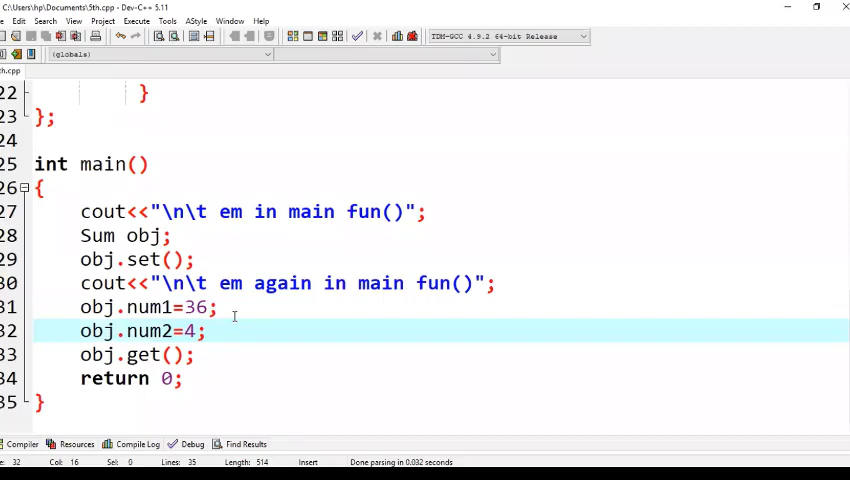 C:\Users\hp\Documents\5th.cpp - Dev-C++ 5.11
File Edit Search View Project Execute Tools AStyle Window Help
TDM-GCC 4.9.2 64-bit Release
(globals)
th.cpp
22 }
23 };
24
25 int main()
26 {
27 cout<<"\n\t em in main fun()";
28 Sum obj;
29 obj.set();
30 cout<<"\n\t em again in main fun()";
31 obj.num1=36;
32 obj.num2=4;
33 obj.get();
34 return 0;
35 }
Compiler Resources Compile Log Debug Find Results
e: 32 Col: 16 Sel: 0 Lines: 35 Length: 514 Insert Done parsing in 0.032 seconds